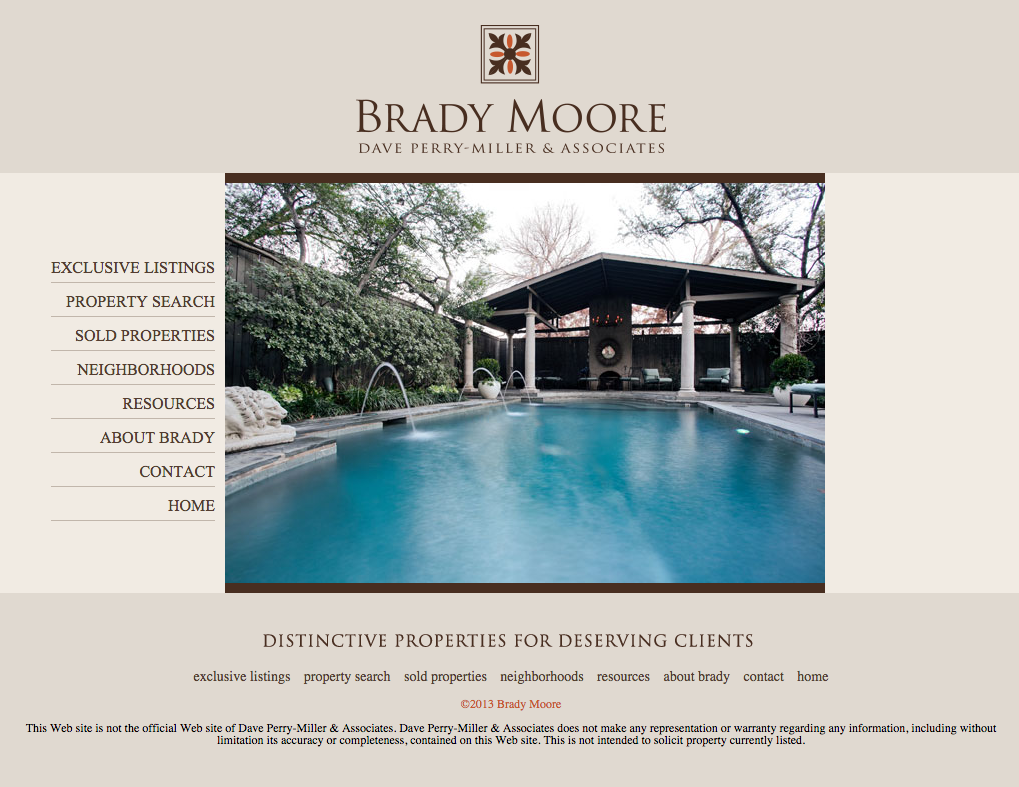 BRADY MOORE
DAVE PERRY-MILLER & ASSOCIATES
EXCLUSIVE LISTINGS
PROPERTY SEARCH
SOLD PROPERTIES
NEIGHBORHOODS
RESOURCES
ABOUT BRADY
CONTACT
HOME
DISTINCTIVE PROPERTIES FOR DESERVING CLIENTS
exclusive listings property search sold properties neighborhoods resources about brady contact home
©2013 Brady Moore
This Web site is not the official Web site of Dave Perry-Miller & Associates. Dave Perry-Miller & Associates does not make any representation or warranty regarding any information, including without
limitation its accuracy or completeness, contained on this Web site. This is not intended to solicit property currently listed.